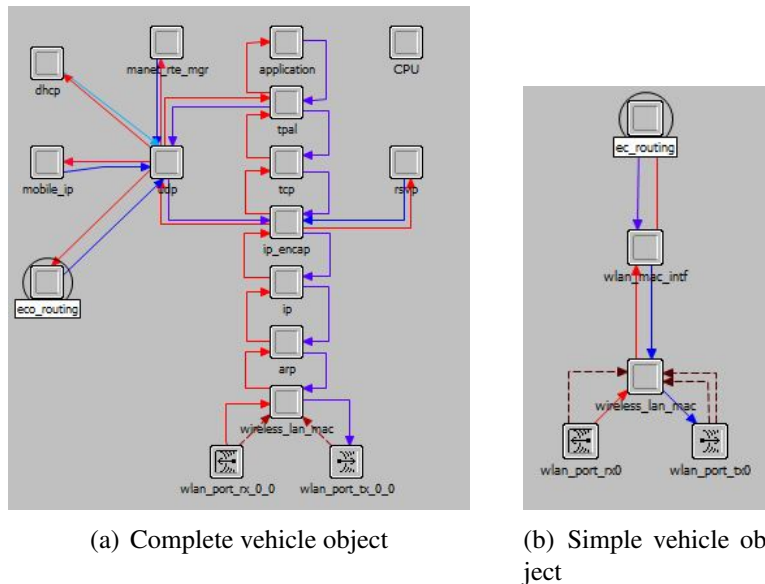 manet_rte_mgr
application
CPU
dhcp
tpal
mobile_ip
udp
tcp
rsvp
ip_encap
eco_routing
ip
arp
wireless_lan_mac
wlan_port_rx_0_0
wlan_port_tx_0_0
(a) Complete vehicle object
ec_routing
wlan_mac_intf
wireless_lan_mac
wlan_port_rx0
wlan_port_tx0
(b) Simple vehicle ob
ject